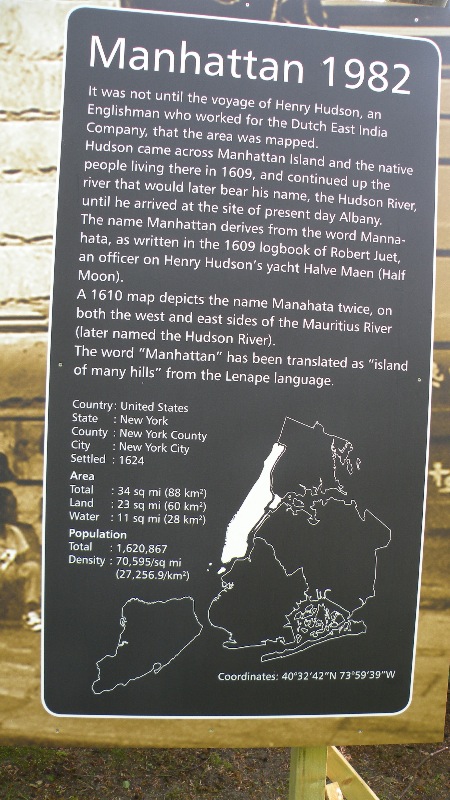 Manhattan 1982
It was not until the voyage of Henry Hudson, an
Englishman who worked for the Dutch East India
Company, that the area was mapped.
Hudson came across Manhattan Island and the native
people living there in 1609, and continued up the
river that would later bear his name, the Hudson River,
until he arrived at the site of present day Albany.
The name Manhattan derives from the word Manna-
hata, as written in the 1609 logbook of Robert Juet,
an officer on Henry Hudson's yacht Halve Maen (Half
Moon).
A 1610 map depicts the name Manahata twice, on
both the west and east sides of the Mauritius River
(later named the Hudson River).
The word "Manhattan" has been translated as "island
of many hills" from the Lenape language.
Country: United States
State : New York
County : New York County
City : New York City
Settled : 1624
Area
Total : 34 sq mi (88 km²)
Land : 23 sq mi (60 km²)
Water : 11 sq mi (28 km²)
Population
Total : 1,620,867
Density : 70,595/sq mi
(27,256.9/km²)
Coordinates: 40°32'42"N 73°59'39"W